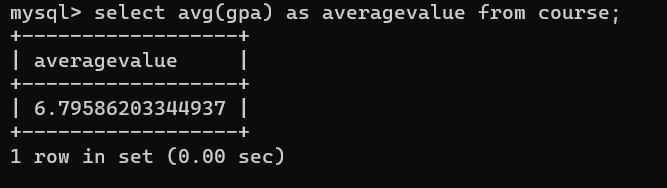 mysql> select avg(gpa) as averagevalue from course;
+------------------+
| averagevalue     |
+------------------+
| 6.79586203344937 |
+------------------+
1 row in set (0.00 sec)